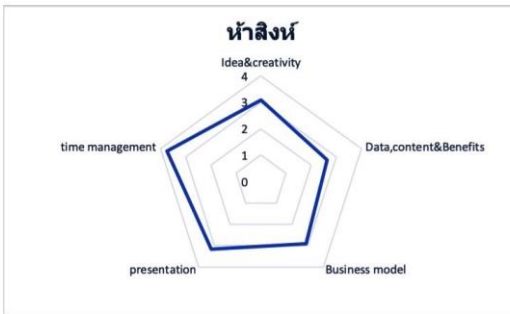 ห้าสิงห์
Idea&creativity
4
3
2
1
0
time management
Data,content&Benefits
presentation
Business model